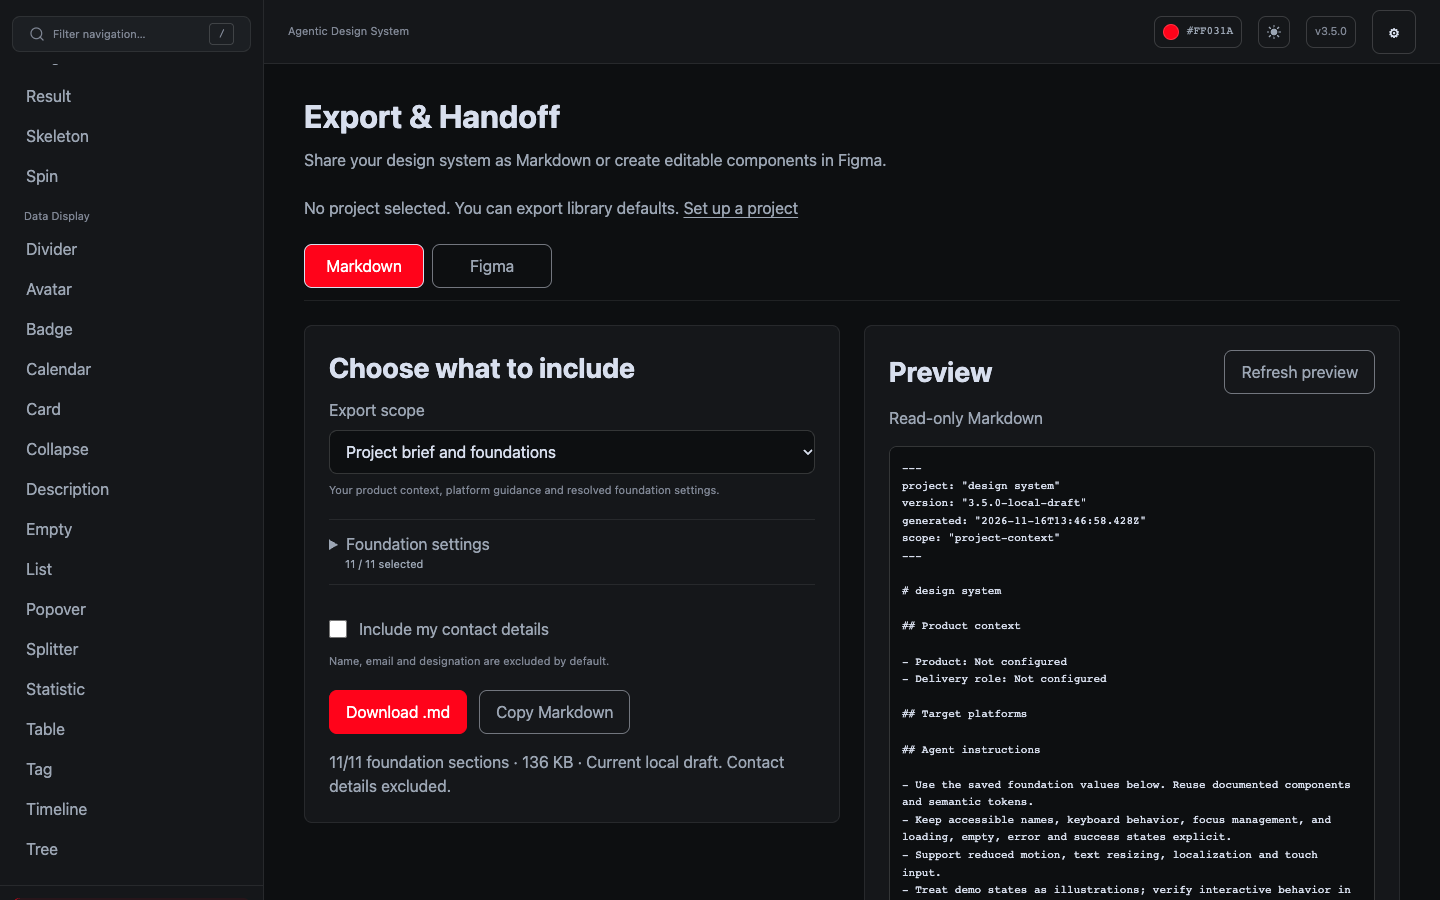 Filter navigation...
/
Result
Skeleton
Spin
Data Display
Divider
Avatar
Badge
Calendar
Card
Collapse
Description
Empty
List
Popover
Splitter
Statistic
Table
Tag
Timeline
Tree
Agentic Design System
#FF031A
v3.5.0
Export & Handoff
Share your design system as Markdown or create editable components in Figma.
No project selected. You can export library defaults. Set up a project
Markdown
Figma
Choose what to include
Export scope
Project brief and foundations
Your product context, platform guidance and resolved foundation settings.
Foundation settings
11 / 11 selected
Include my contact details
Name, email and designation are excluded by default.
Download .md
Copy Markdown
11/11 foundation sections · 136 KB · Current local draft. Contact
details excluded.
Preview
Refresh preview
Read-only Markdown
---
project: "design system"
version: "3.5.0-local-draft"
generated: "2026-11-16T13:46:58.428Z"
scope: "project-context"
---
# design system
## Product context
- Product: Not configured
- Delivery role: Not configured
## Target platforms
## Agent instructions
- Use the saved foundation values below. Reuse documented components
and semantic tokens.
- Keep accessible names, keyboard behavior, focus management, and
loading, empty, error and success states explicit.
- Support reduced motion, text resizing, localization and touch
input.
- Treat demo states as illustrations; verify interactive behavior in